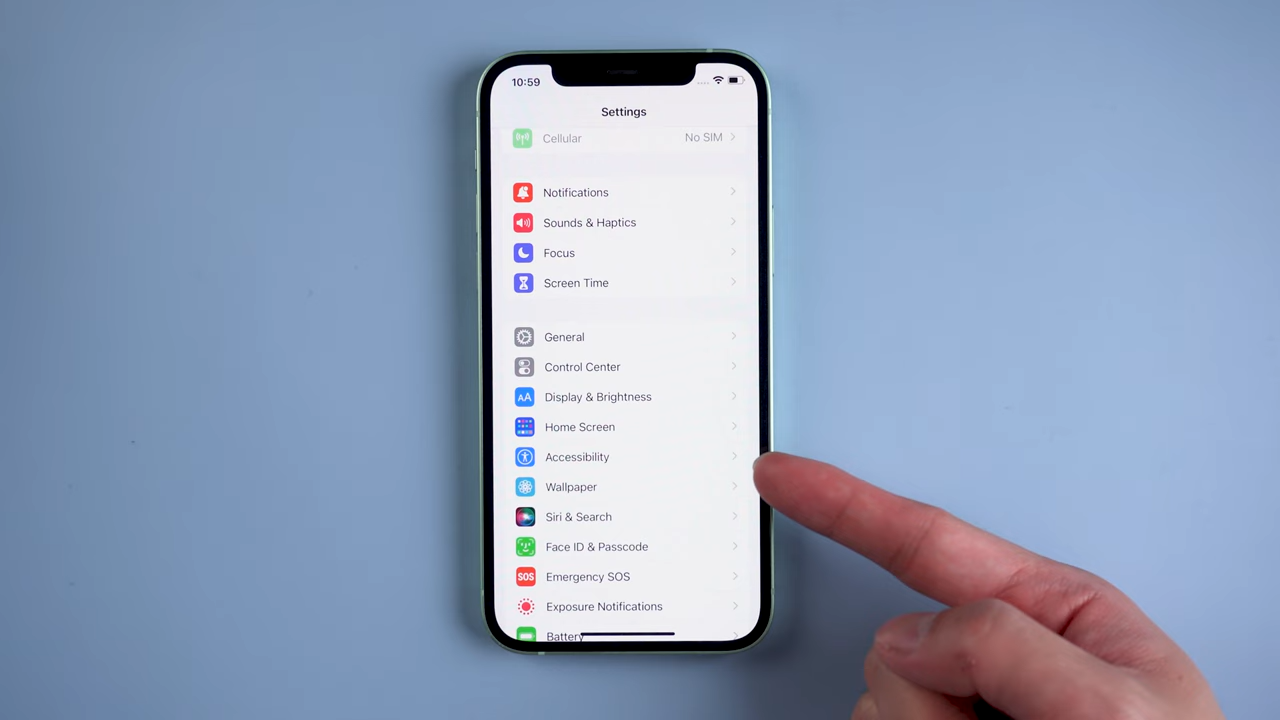 10:59
Settings
Cellular No SIM
Notifications
Sounds & Haptics
Focus
Screen Time
General
Control Center
AA Display & Brightness
Home Screen
Accessibility
Wallpaper
Siri & Search
Face ID & Passcode
SOS Emergency SOS
Exposure Notifications
Battery